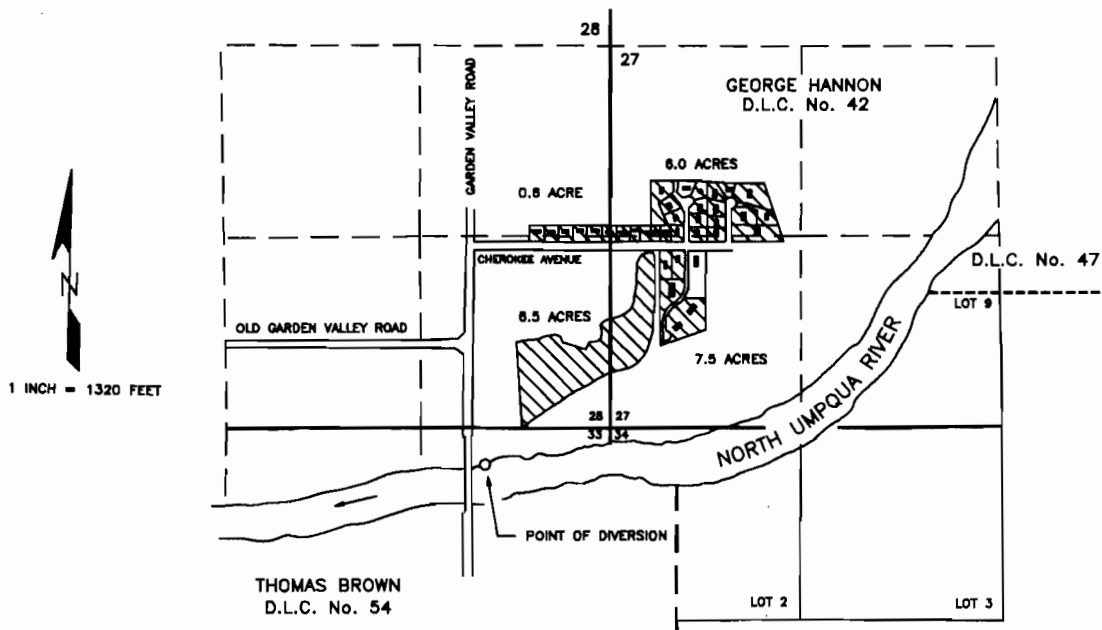 28
27
GEORGE HANNON
D.L.C. No. 42
GARDEN VALLEY ROAD
6.0 ACRES
0.6 ACRE
N
CHEROKEE AVENUE
D.L.C. No. 47
LOT 9
6.5 ACRES
OLD GARDEN VALLEY ROAD
7.5 ACRES
1 INCH = 1320 FEET
NORTH UMPQUA RIVER
28 27
33 34
POINT OF DIVERSION
THOMAS BROWN
D.L.C. No. 54
LOT 2
LOT 3